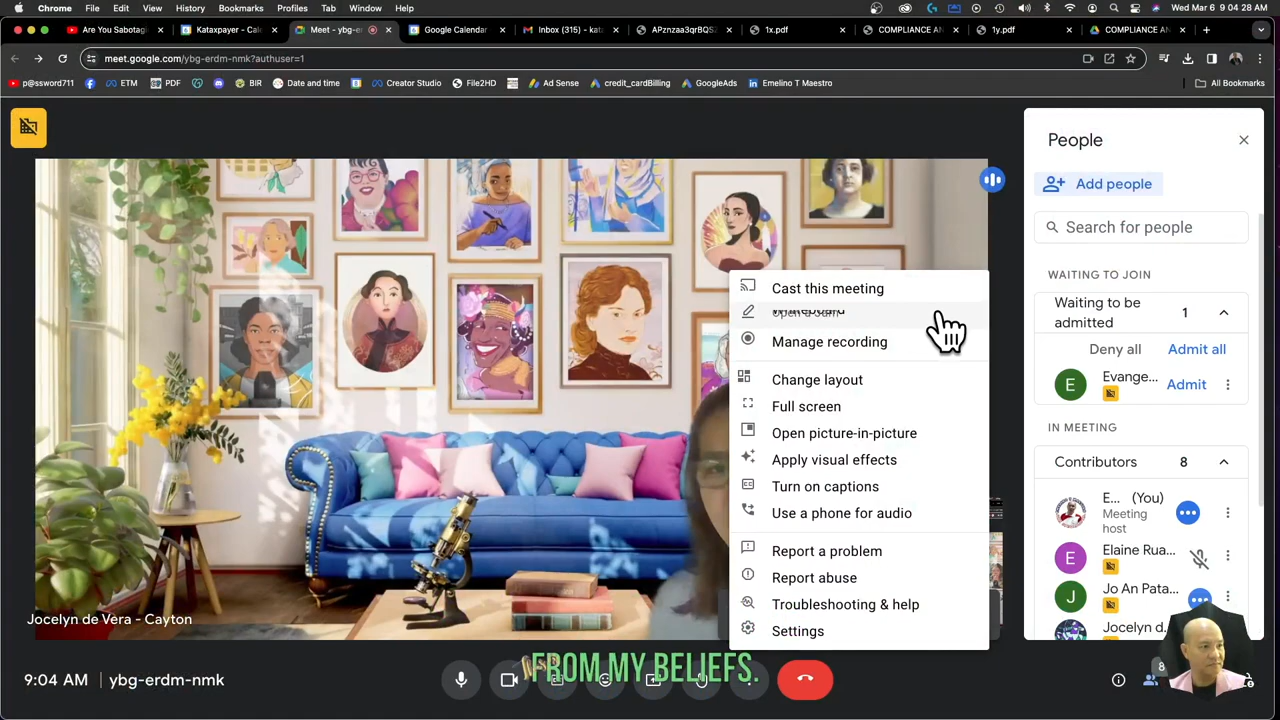 Chrome File Edit View History Bookmarks Profiles Tab Window Help
Wed Mar 6 9:04:28 AM
Are You Sabotag
Kataxpayer - Cale
Meet - ybg-er
Google Calendar
Inbox (315) - kat
1x.pdf
COMPLIANCE AN
1y.pdf
COMPLIANCE AN
meet.google.com/ybg-erdm-nmk?authuser=1
p@ssword711
ETM
PDF
BIR
Date and time
Creator Studio
File2HD
Ad Sense
credit_cardBilling
GoogleAds
Emelino T Maestro
All Bookmarks
People
Add people
Search for people
WAITING TO JOIN
Waiting to be
admitted
1
Deny all
Admit all
E
Evange...
Admit
IN MEETING
Contributors
8
E... (You)
Meeting
host
E
Elaine Rua...
J
Jo An Pata...
Jocelyn d...
Cast this meeting
Manage recording
Change layout
Full screen
Open picture-in-picture
Apply visual effects
Turn on captions
Use a phone for audio
Report a problem
Report abuse
Troubleshooting & help
Settings
Jocelyn de Vera - Cayton
FROM MY BELIEFS.
9:04 AM | ybg-erdm-nmk
8